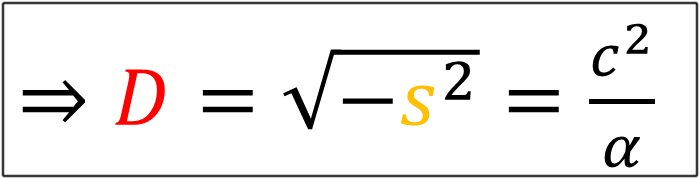 ⇒ D = √(−s²) = c²/α